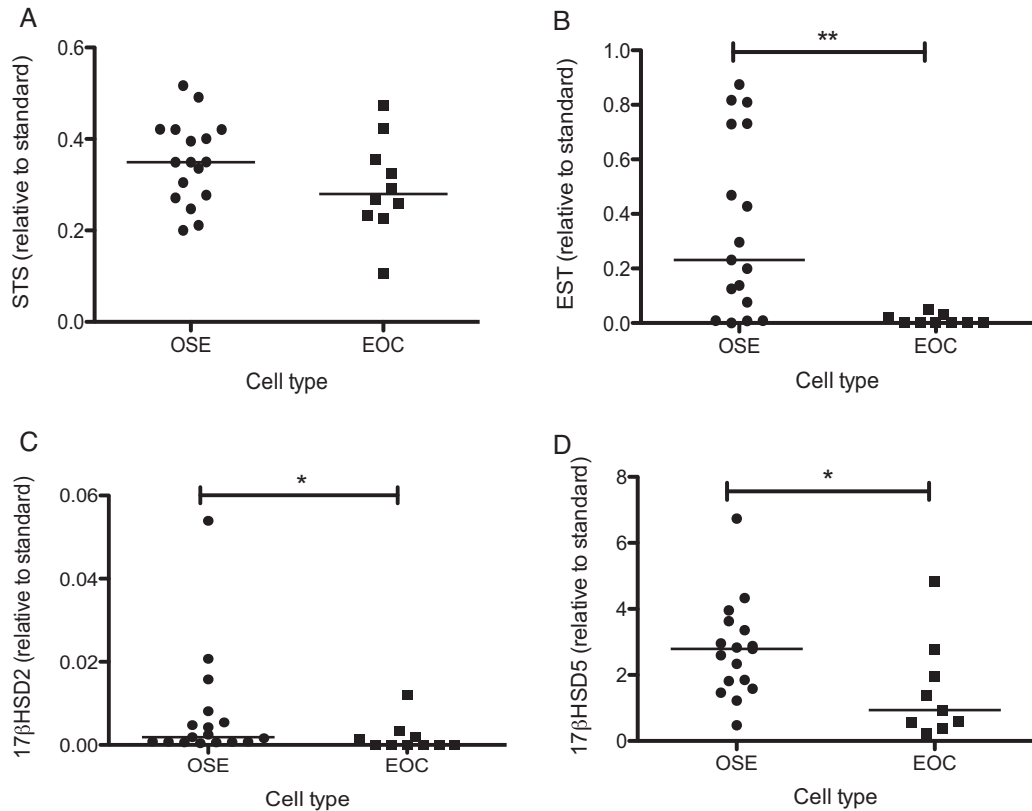 A
STS (relative to standard)
0.6
0.4
0.2
0.0
OSE EOC
Cell type
B
EST (relative to standard)
**
1.0
0.8
0.6
0.4
0.2
0.0
OSE EOC
Cell type
C
17βHSD2 (relative to standard)
*
0.06
0.04
0.02
0.00
OSE EOC
Cell type
D
17βHSD5 (relative to standard)
*
8
6
4
2
0
OSE EOC
Cell type